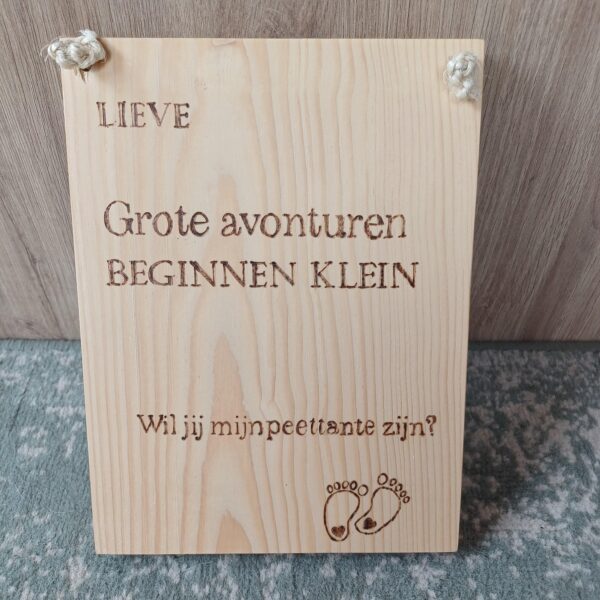 LIEVE
Grote avonturen
BEGINNEN KLEIN
Wil jij mijnpeettante zijn?